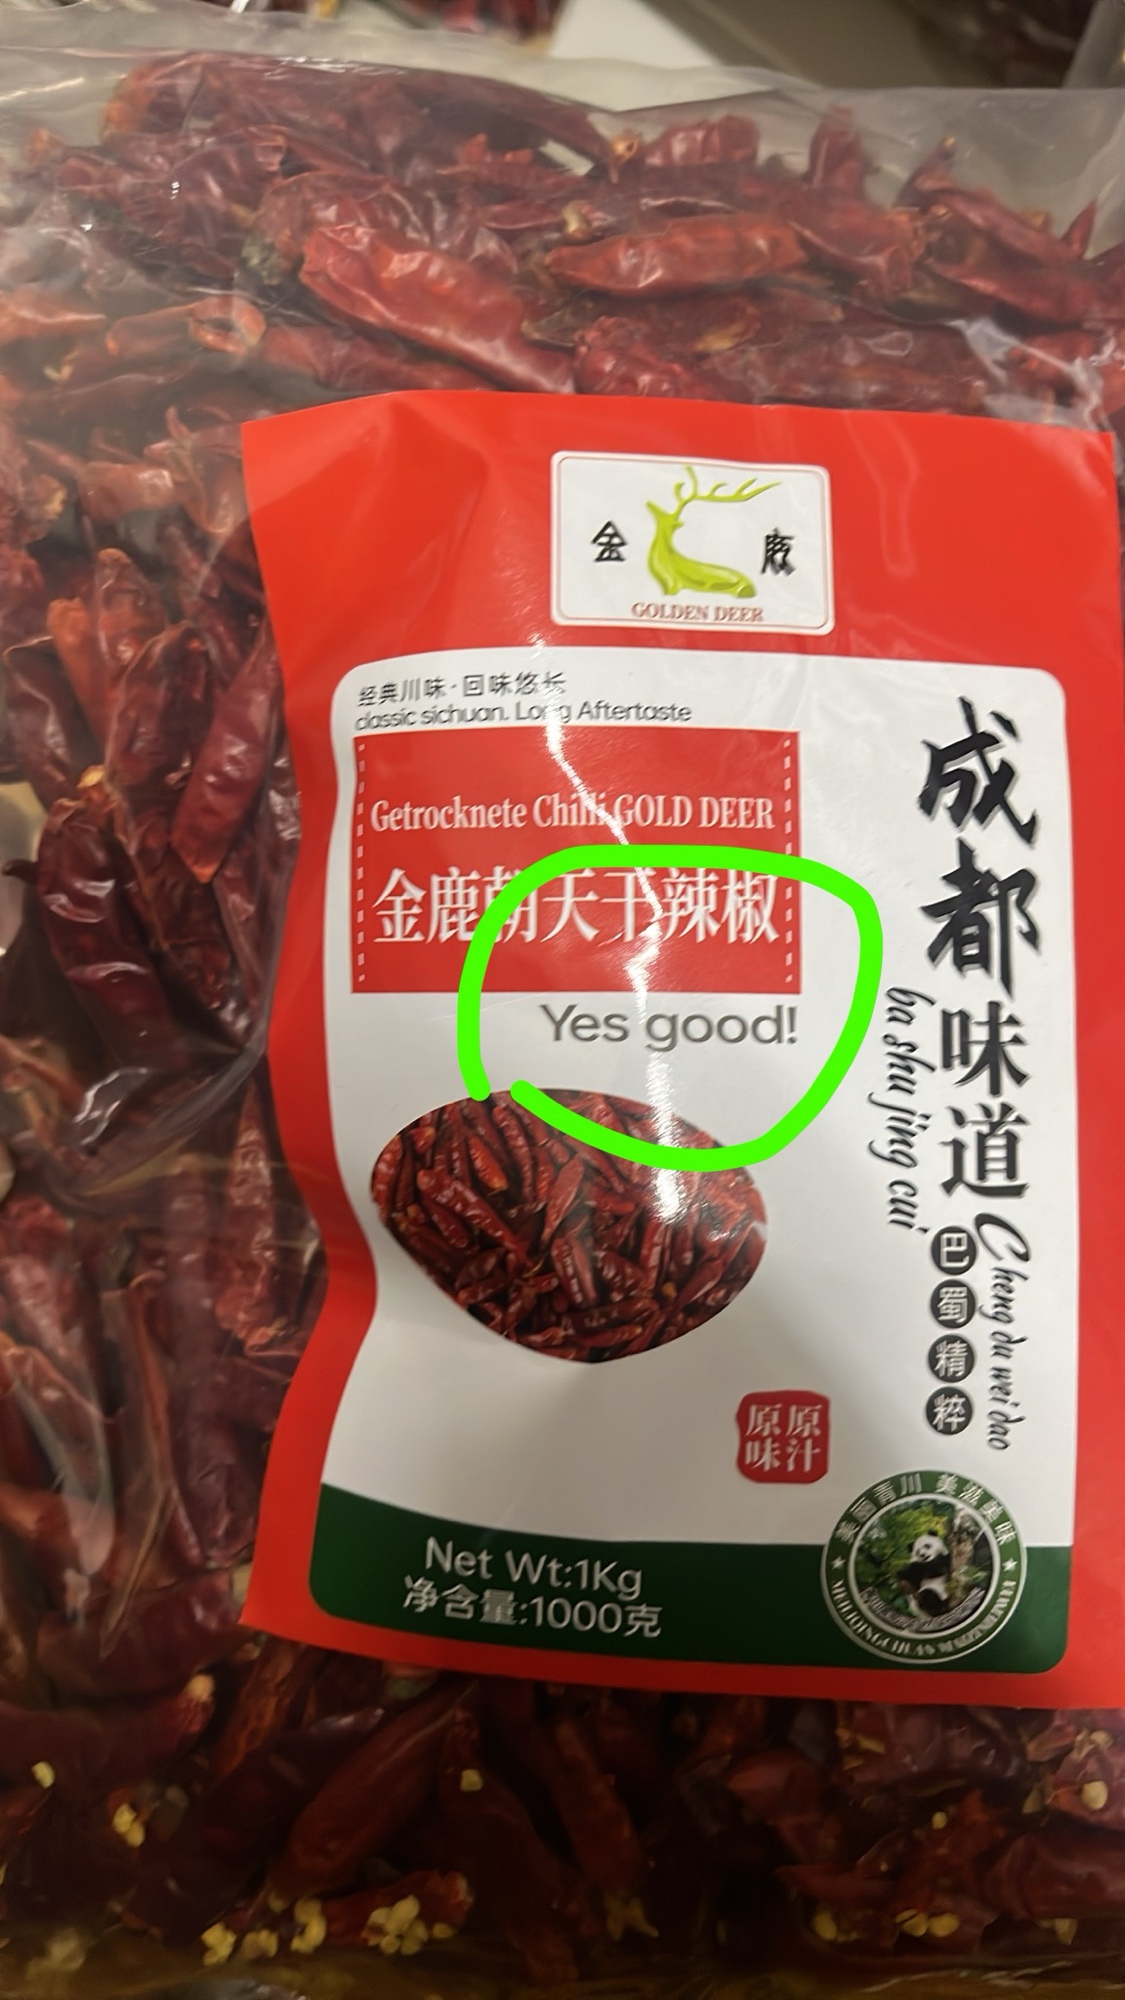 金 鹿
GOLDEN DEER
经典川味·回味悠长
classic sichuan. Long Aftertaste
Getrocknete Chilli GOLD DEER
金鹿朝天干辣椒
Yes good!
成都味道
Cheng du wei dao
ba shu jing cui
巴蜀精粹
原汁
原味
Net Wt:1Kg
净含量:1000克